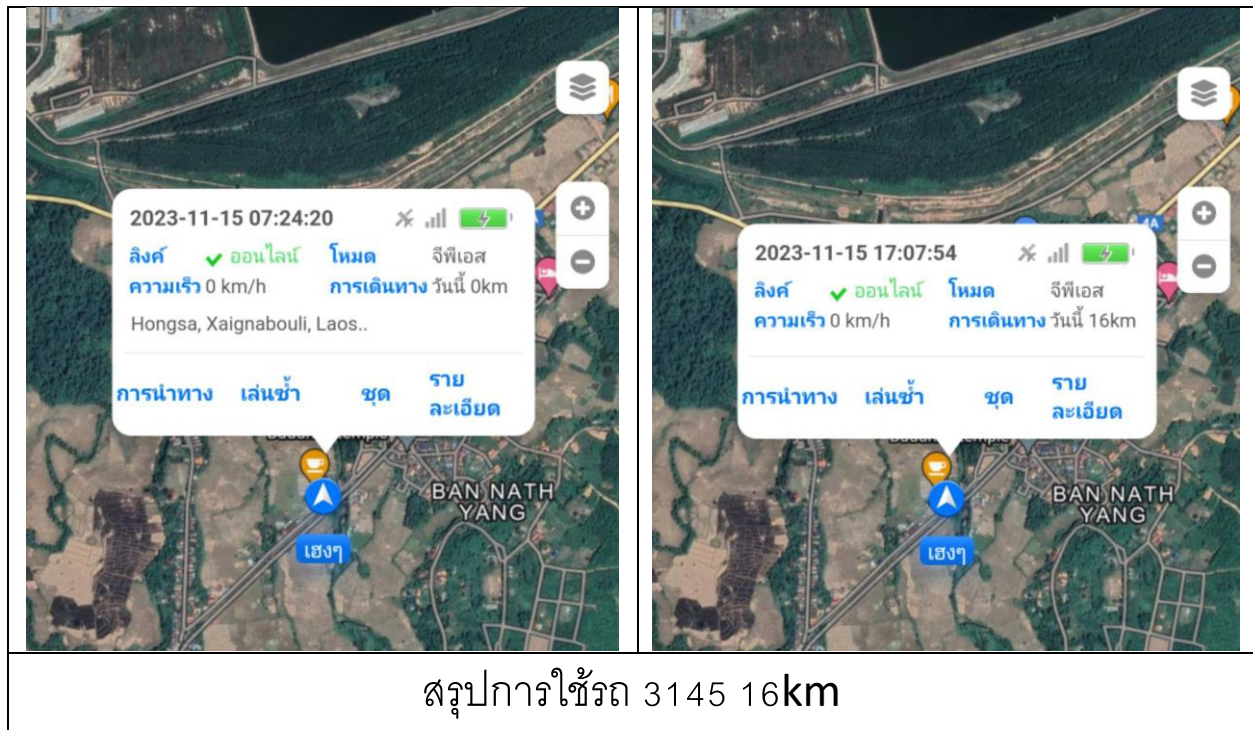 2023-11-15 07:24:20
ลิงค์ ออนไลน์ โหมด จีพีเอส
ความเร็ว 0 km/h การเดินทาง วันนี้ 0km
Hongsa, Xaignabouli, Laos..
การนำทาง เล่นซ้ำ ชุด ราย
ละเอียด
BAN NATH
YANG
เฮงๆ
4A
2023-11-15 17:07:54
ลิงค์ ออนไลน์ โหมด จีพีเอส
ความเร็ว 0 km/h การเดินทาง วันนี้ 16km
การนำทาง เล่นซ้ำ ชุด ราย
ละเอียด
BAN NATH
YANG
เฮงๆ
สรุปการใช้รถ 3145 16km